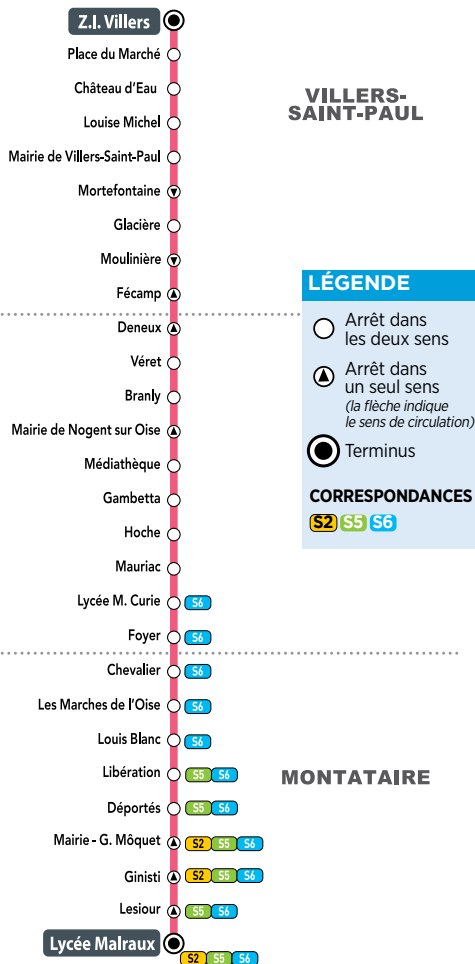 Z.I. Villers
Place du Marché
Château d'Eau
Louise Michel
Mairie de Villers-Saint-Paul
Mortefontaine
Glacière
Moulinière
Fécamp
Deneux
Véret
Branly
Mairie de Nogent sur Oise
Médiathèque
Gambetta
Hoche
Mauriac
Lycée M. Curie S6
Foyer S6
Chevalier S6
Les Marches de l'Oise S6
Louis Blanc S6
Libération S5 S6
Déportés S5 S6
Mairie - G. Môquet S2 S5 S6
Ginisti S2 S5 S6
Lesiour S5 S6
Lycée Malraux
S2 S5 S6
VILLERS-
SAINT-PAUL
LÉGENDE
Arrêt dans
les deux sens
Arrêt dans
un seul sens
(la flèche indique
le sens de circulation)
Terminus
CORRESPONDANCES
S2 S5 S6
MONTATAIRE